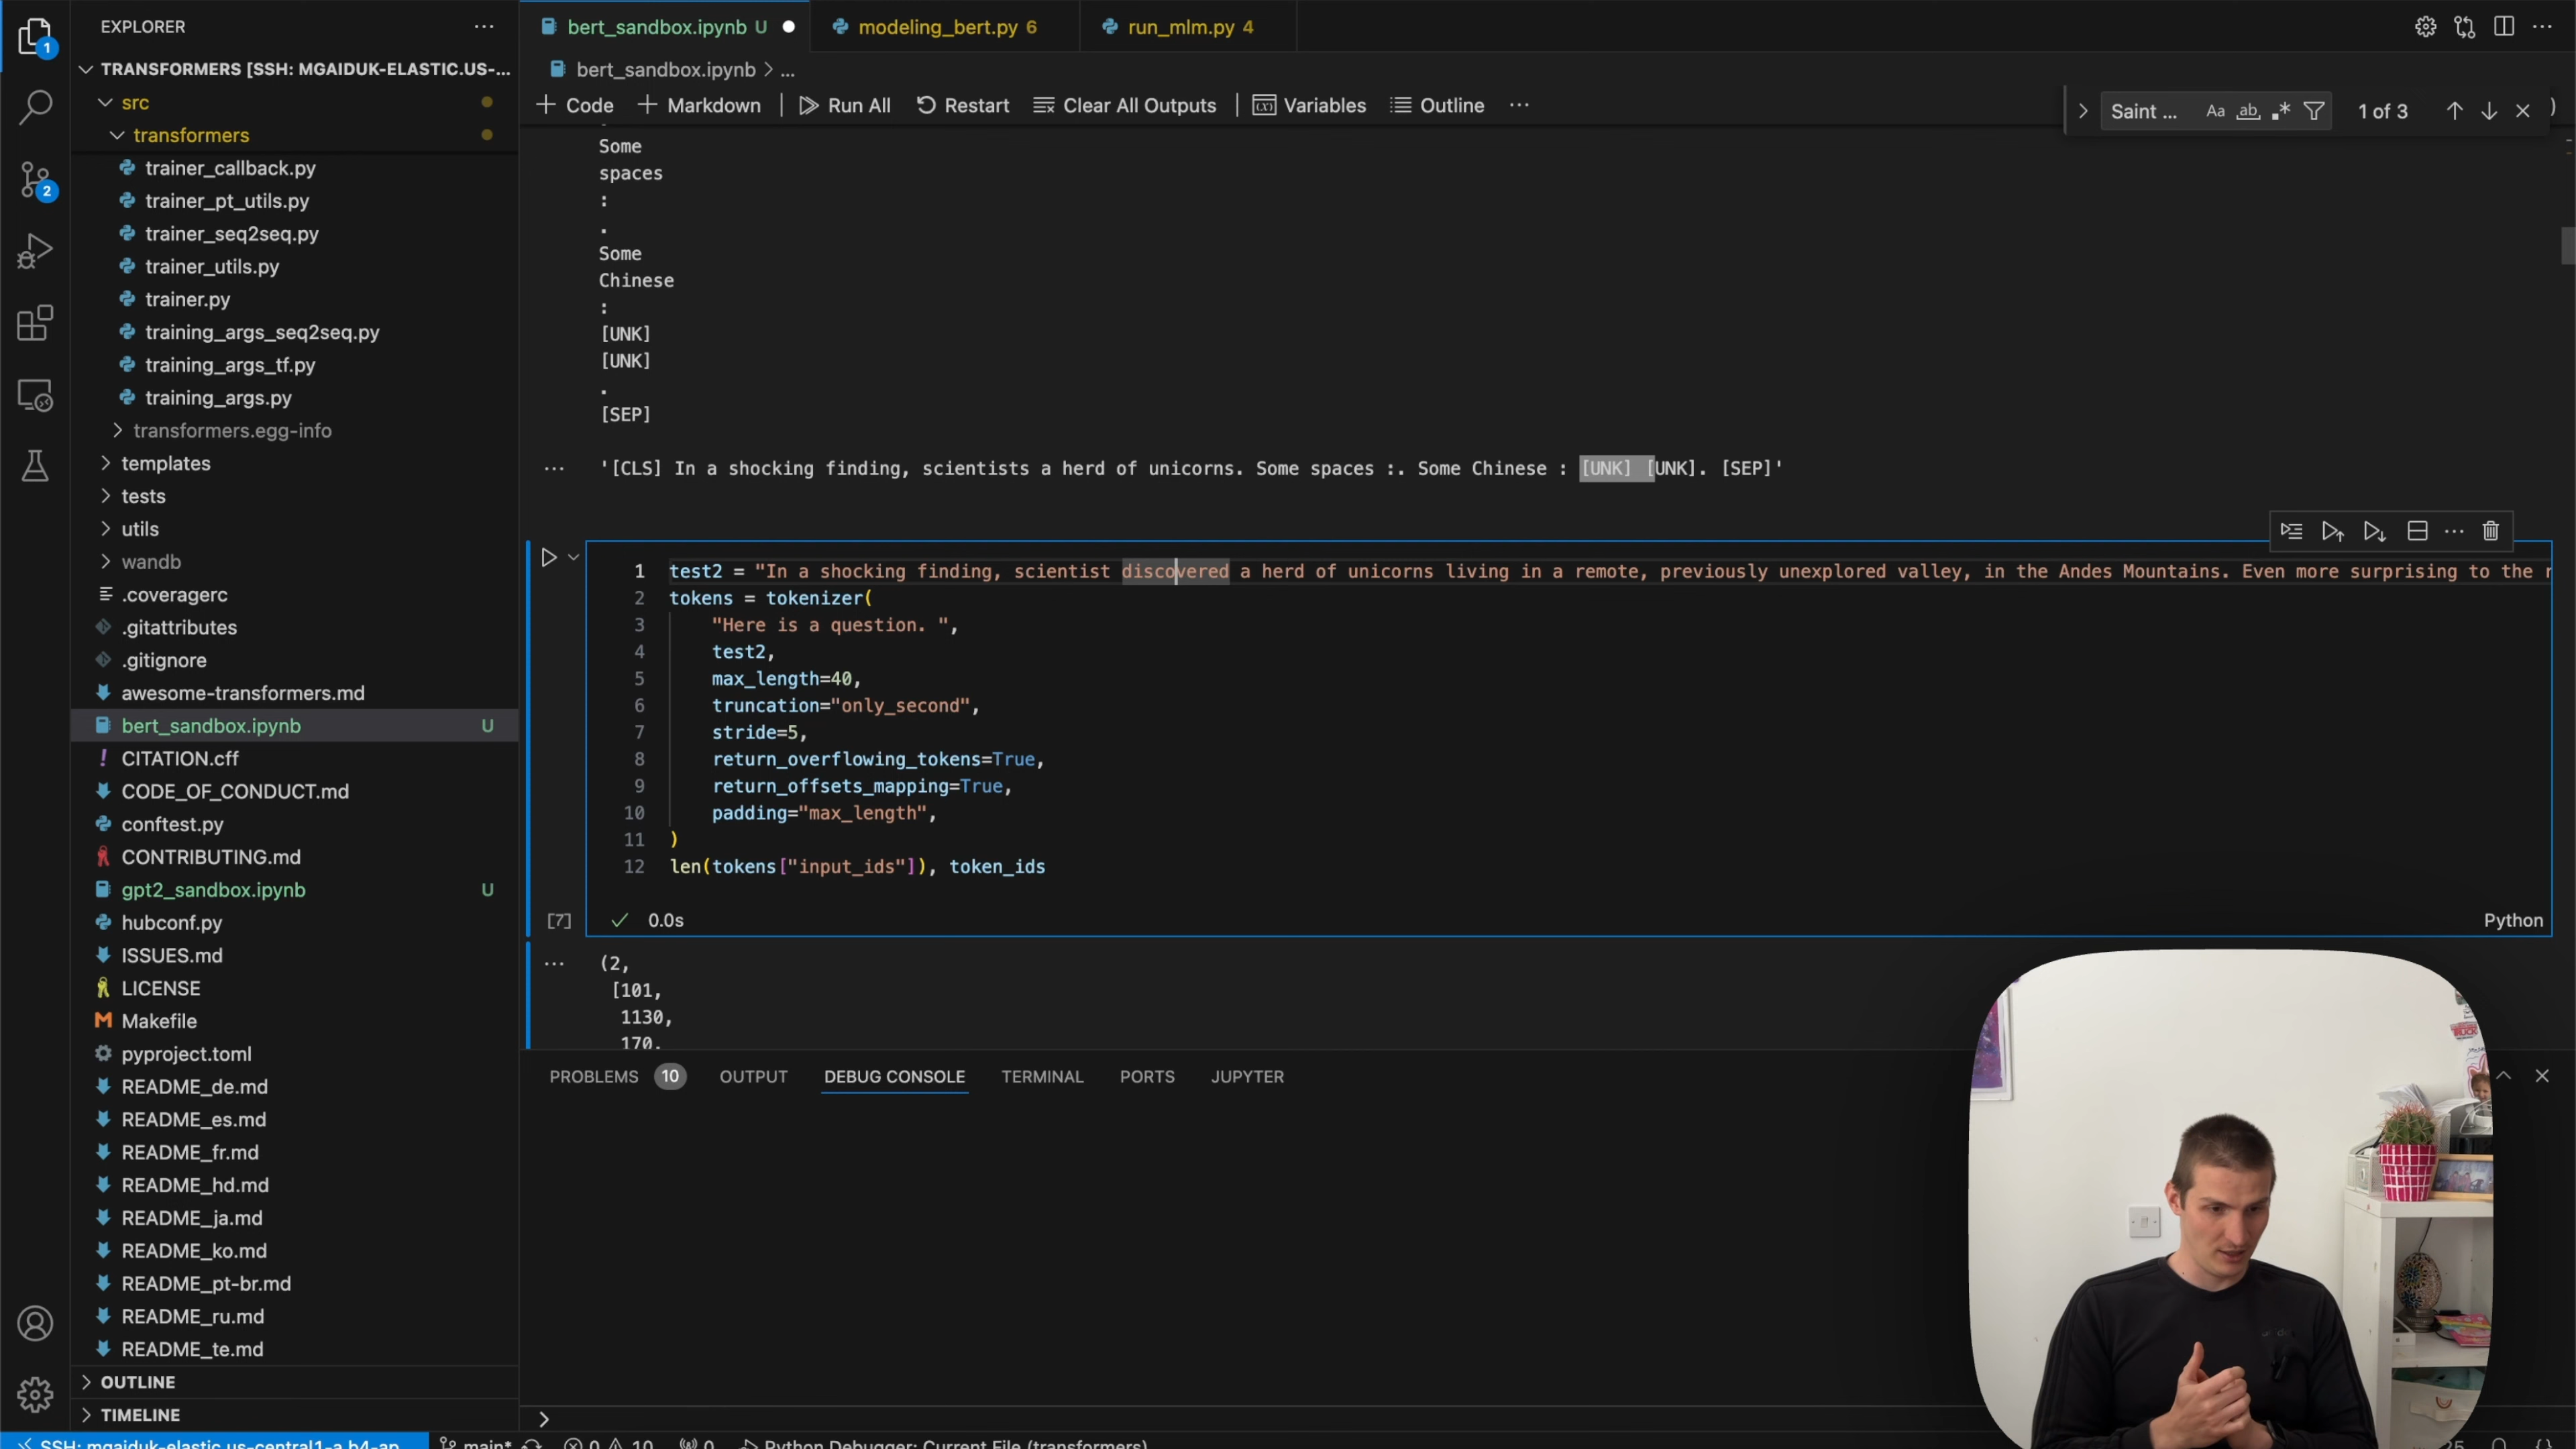 EXPLORER
TRANSFORMERS [SSH: MGAIDUK-ELASTIC.US-...
src
transformers
trainer_callback.py
trainer_pt_utils.py
trainer_seq2seq.py
trainer_utils.py
trainer.py
training_args_seq2seq.py
training_args_tf.py
training_args.py
transformers.egg-info
templates
tests
utils
wandb
.coveragerc
.gitattributes
.gitignore
awesome-transformers.md
bert_sandbox.ipynb U
CITATION.cff
CODE_OF_CONDUCT.md
conftest.py
CONTRIBUTING.md
gpt2_sandbox.ipynb U
hubconf.py
ISSUES.md
LICENSE
Makefile
pyproject.toml
README_de.md
README_es.md
README_fr.md
README_hd.md
README_ja.md
README_ko.md
README_pt-br.md
README_ru.md
README_te.md
OUTLINE
TIMELINE
1
2
bert_sandbox.ipynb U
modeling_bert.py 6
run_mlm.py 4
bert_sandbox.ipynb > ...
+ Code + Markdown Run All Restart Clear All Outputs Variables Outline ...
Saint ... Aa ab .* 1 of 3
Some
spaces
:
.
Some
Chinese
:
[UNK]
[UNK]
.
[SEP]
... '[CLS] In a shocking finding, scientists a herd of unicorns. Some spaces :. Some Chinese : [UNK] [UNK]. [SEP]'
1 test2 = "In a shocking finding, scientist discovered a herd of unicorns living in a remote, previously unexplored valley, in the Andes Mountains. Even more surprising to the r
2 tokens = tokenizer(
3 "Here is a question. ",
4 test2,
5 max_length=40,
6 truncation="only_second",
7 stride=5,
8 return_overflowing_tokens=True,
9 return_offsets_mapping=True,
10 padding="max_length",
11 )
12 len(tokens["input_ids"]), token_ids
[7] 0.0s Python
... (2,
[101,
1130,
170,
PROBLEMS 10 OUTPUT DEBUG CONSOLE TERMINAL PORTS JUPYTER
SSH: mgaiduk-elastic.us-central1-a.b4-ap main* 0 10 0 Python Debugger: Current File (transformers)